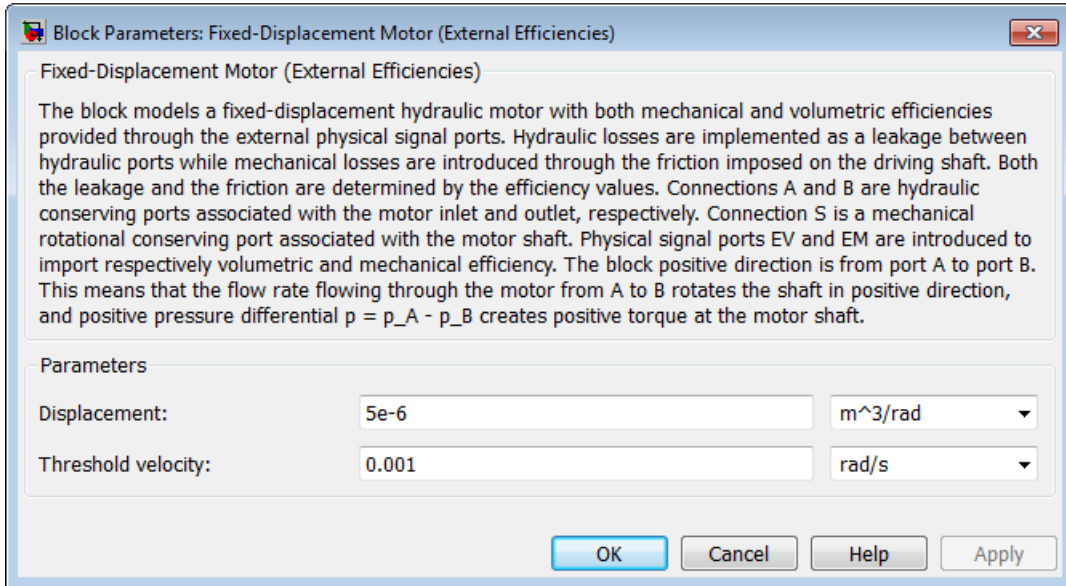 Block Parameters: Fixed-Displacement Motor (External Efficiencies)
Fixed-Displacement Motor (External Efficiencies)
The block models a fixed-displacement hydraulic motor with both mechanical and volumetric efficiencies
provided through the external physical signal ports. Hydraulic losses are implemented as a leakage between
hydraulic ports while mechanical losses are introduced through the friction imposed on the driving shaft. Both
the leakage and the friction are determined by the efficiency values. Connections A and B are hydraulic
conserving ports associated with the motor inlet and outlet, respectively. Connection S is a mechanical
rotational conserving port associated with the motor shaft. Physical signal ports EV and EM are introduced to
import respectively volumetric and mechanical efficiency. The block positive direction is from port A to port B.
This means that the flow rate flowing through the motor from A to B rotates the shaft in positive direction,
and positive pressure differential p = p_A - p_B creates positive torque at the motor shaft.
Parameters
Displacement: 5e-6 m^3/rad
Threshold velocity: 0.001 rad/s
OK Cancel Help Apply